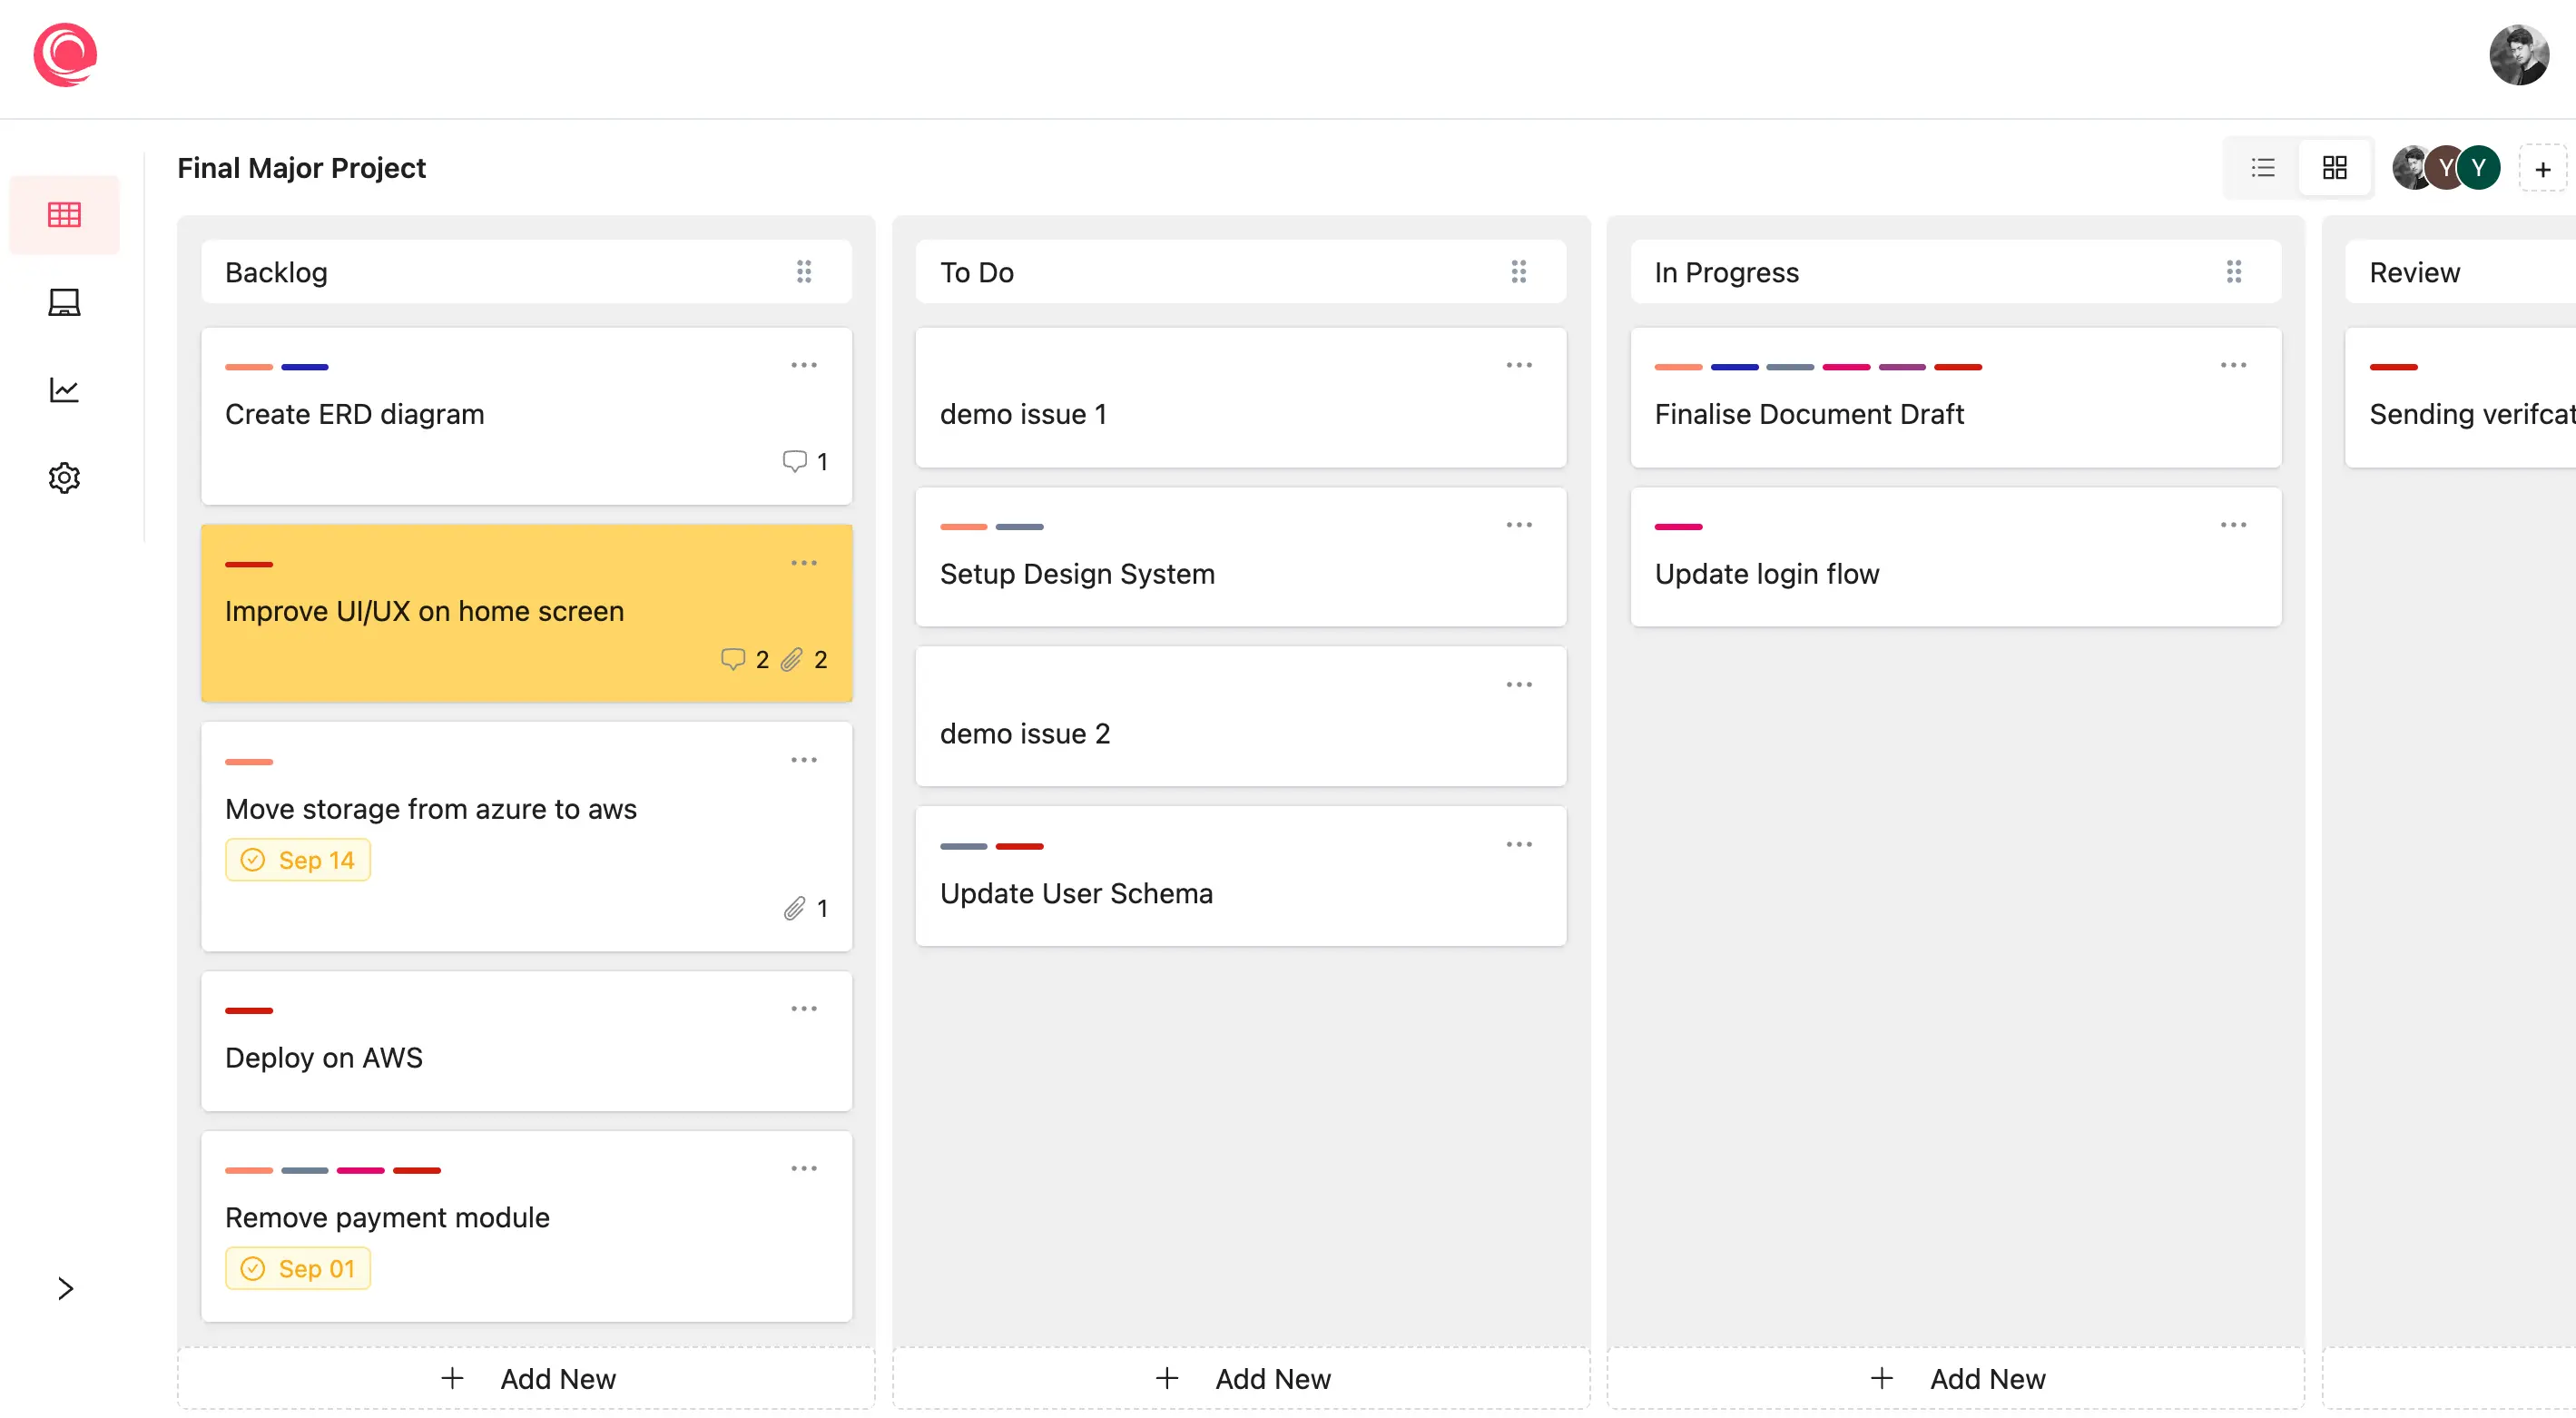 Final Major Project
Y
Y
+
Backlog
Create ERD diagram
1
Improve UI/UX on home screen
2 2
Move storage from azure to aws
Sep 14
1
Deploy on AWS
Remove payment module
Sep 01
+ Add New
To Do
demo issue 1
Setup Design System
demo issue 2
Update User Schema
+ Add New
In Progress
Finalise Document Draft
Update login flow
+ Add New
Review
Sending verifcat